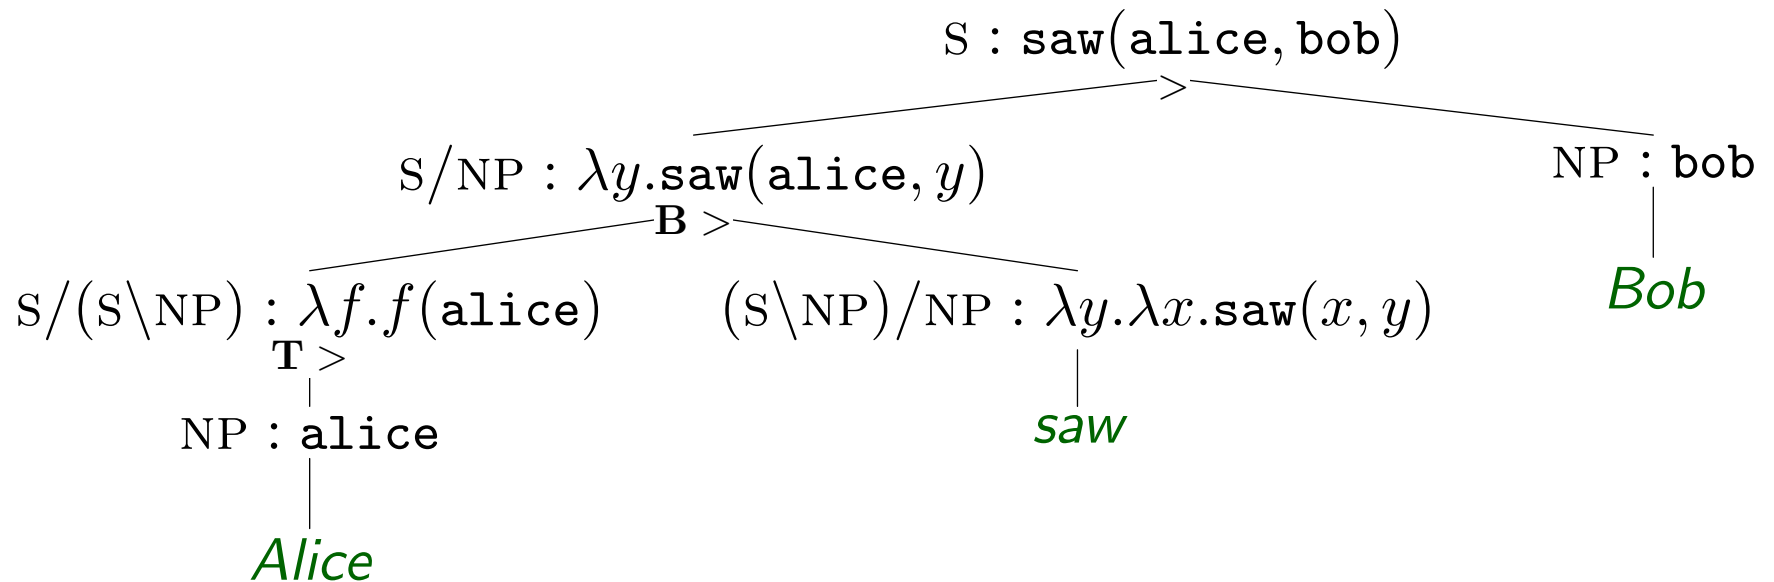 S : saw(alice, bob)
>
S/NP : λy.saw(alice, y)
NP : bob
B >
S/(S\NP) : λf.f(alice)
(S\NP)/NP : λy.λx.saw(x, y)
Bob
T >
NP : alice
saw
Alice